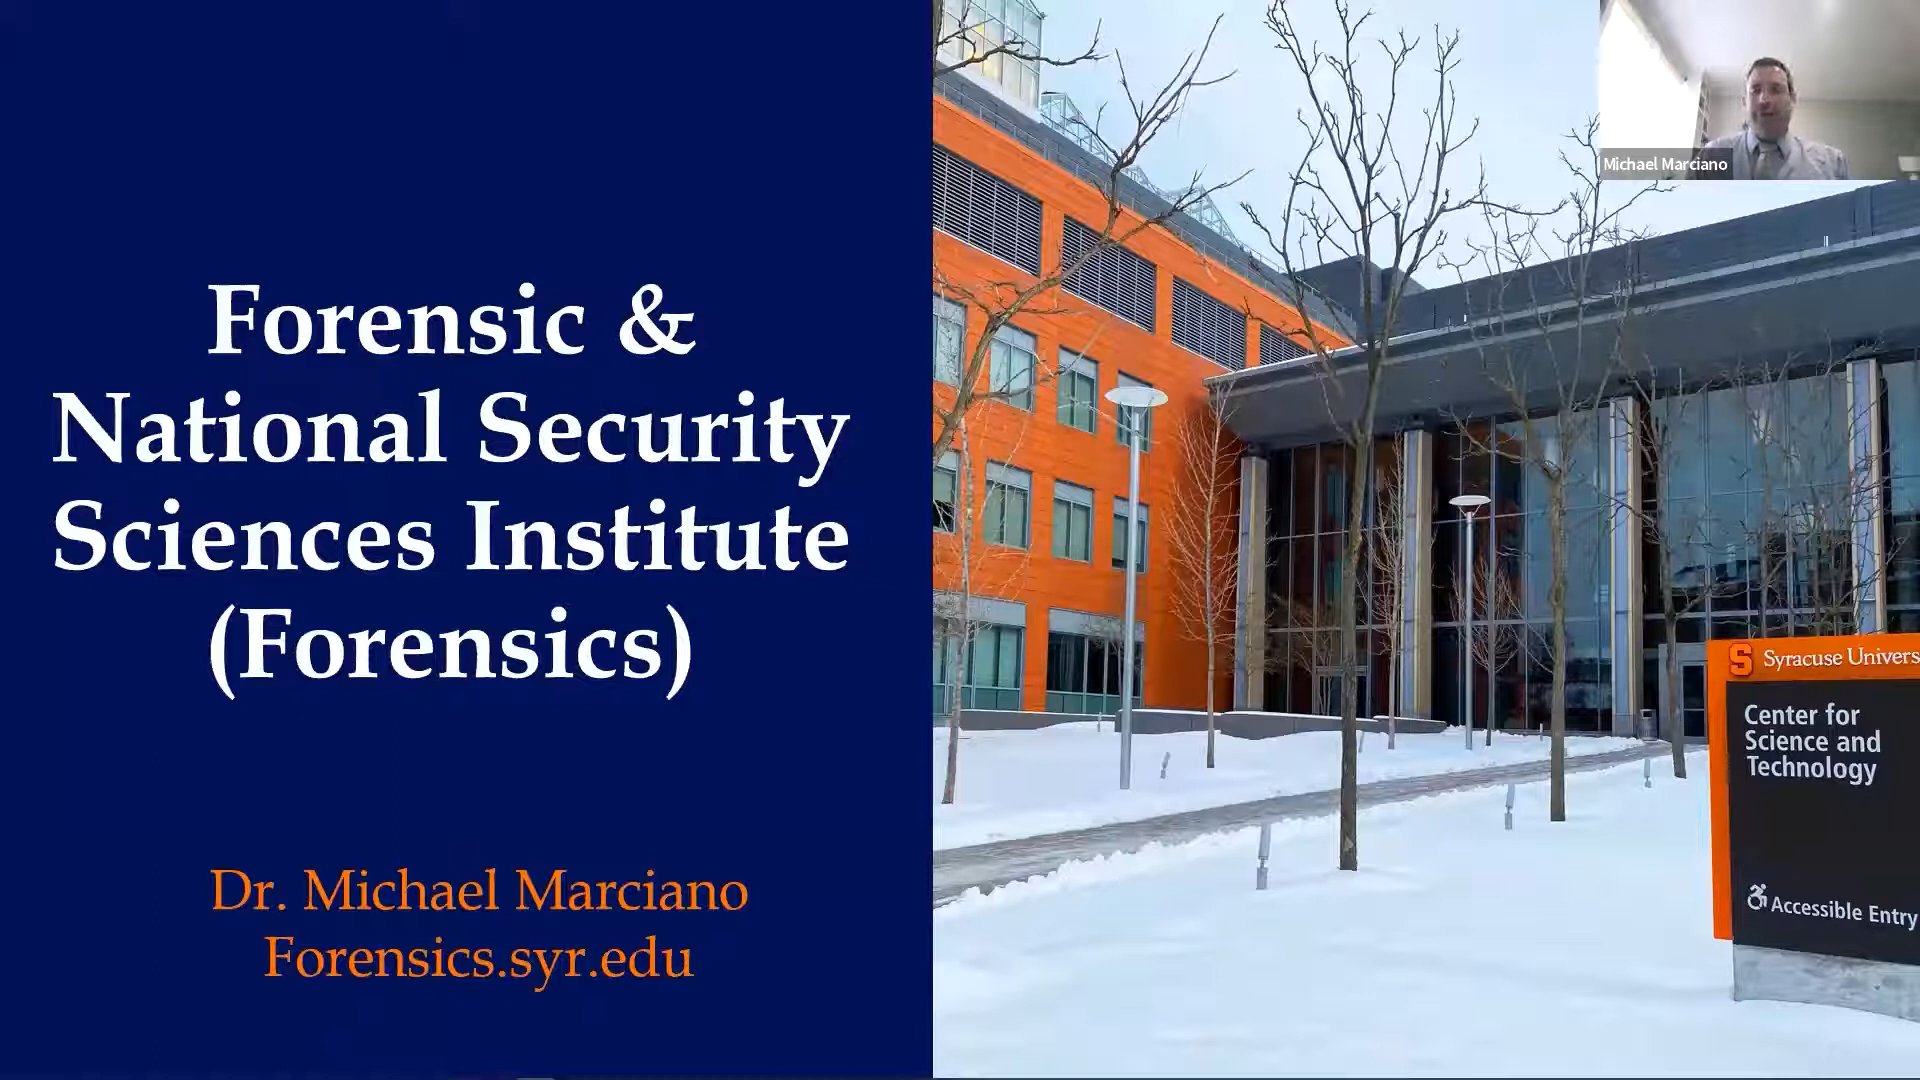 Forensic &
National Security
Sciences Institute
(Forensics)
Dr. Michael Marciano
Forensics.syr.edu
Michael Marciano
S Syracuse Univers
Center for
Science and
Technology
Accessible Entry